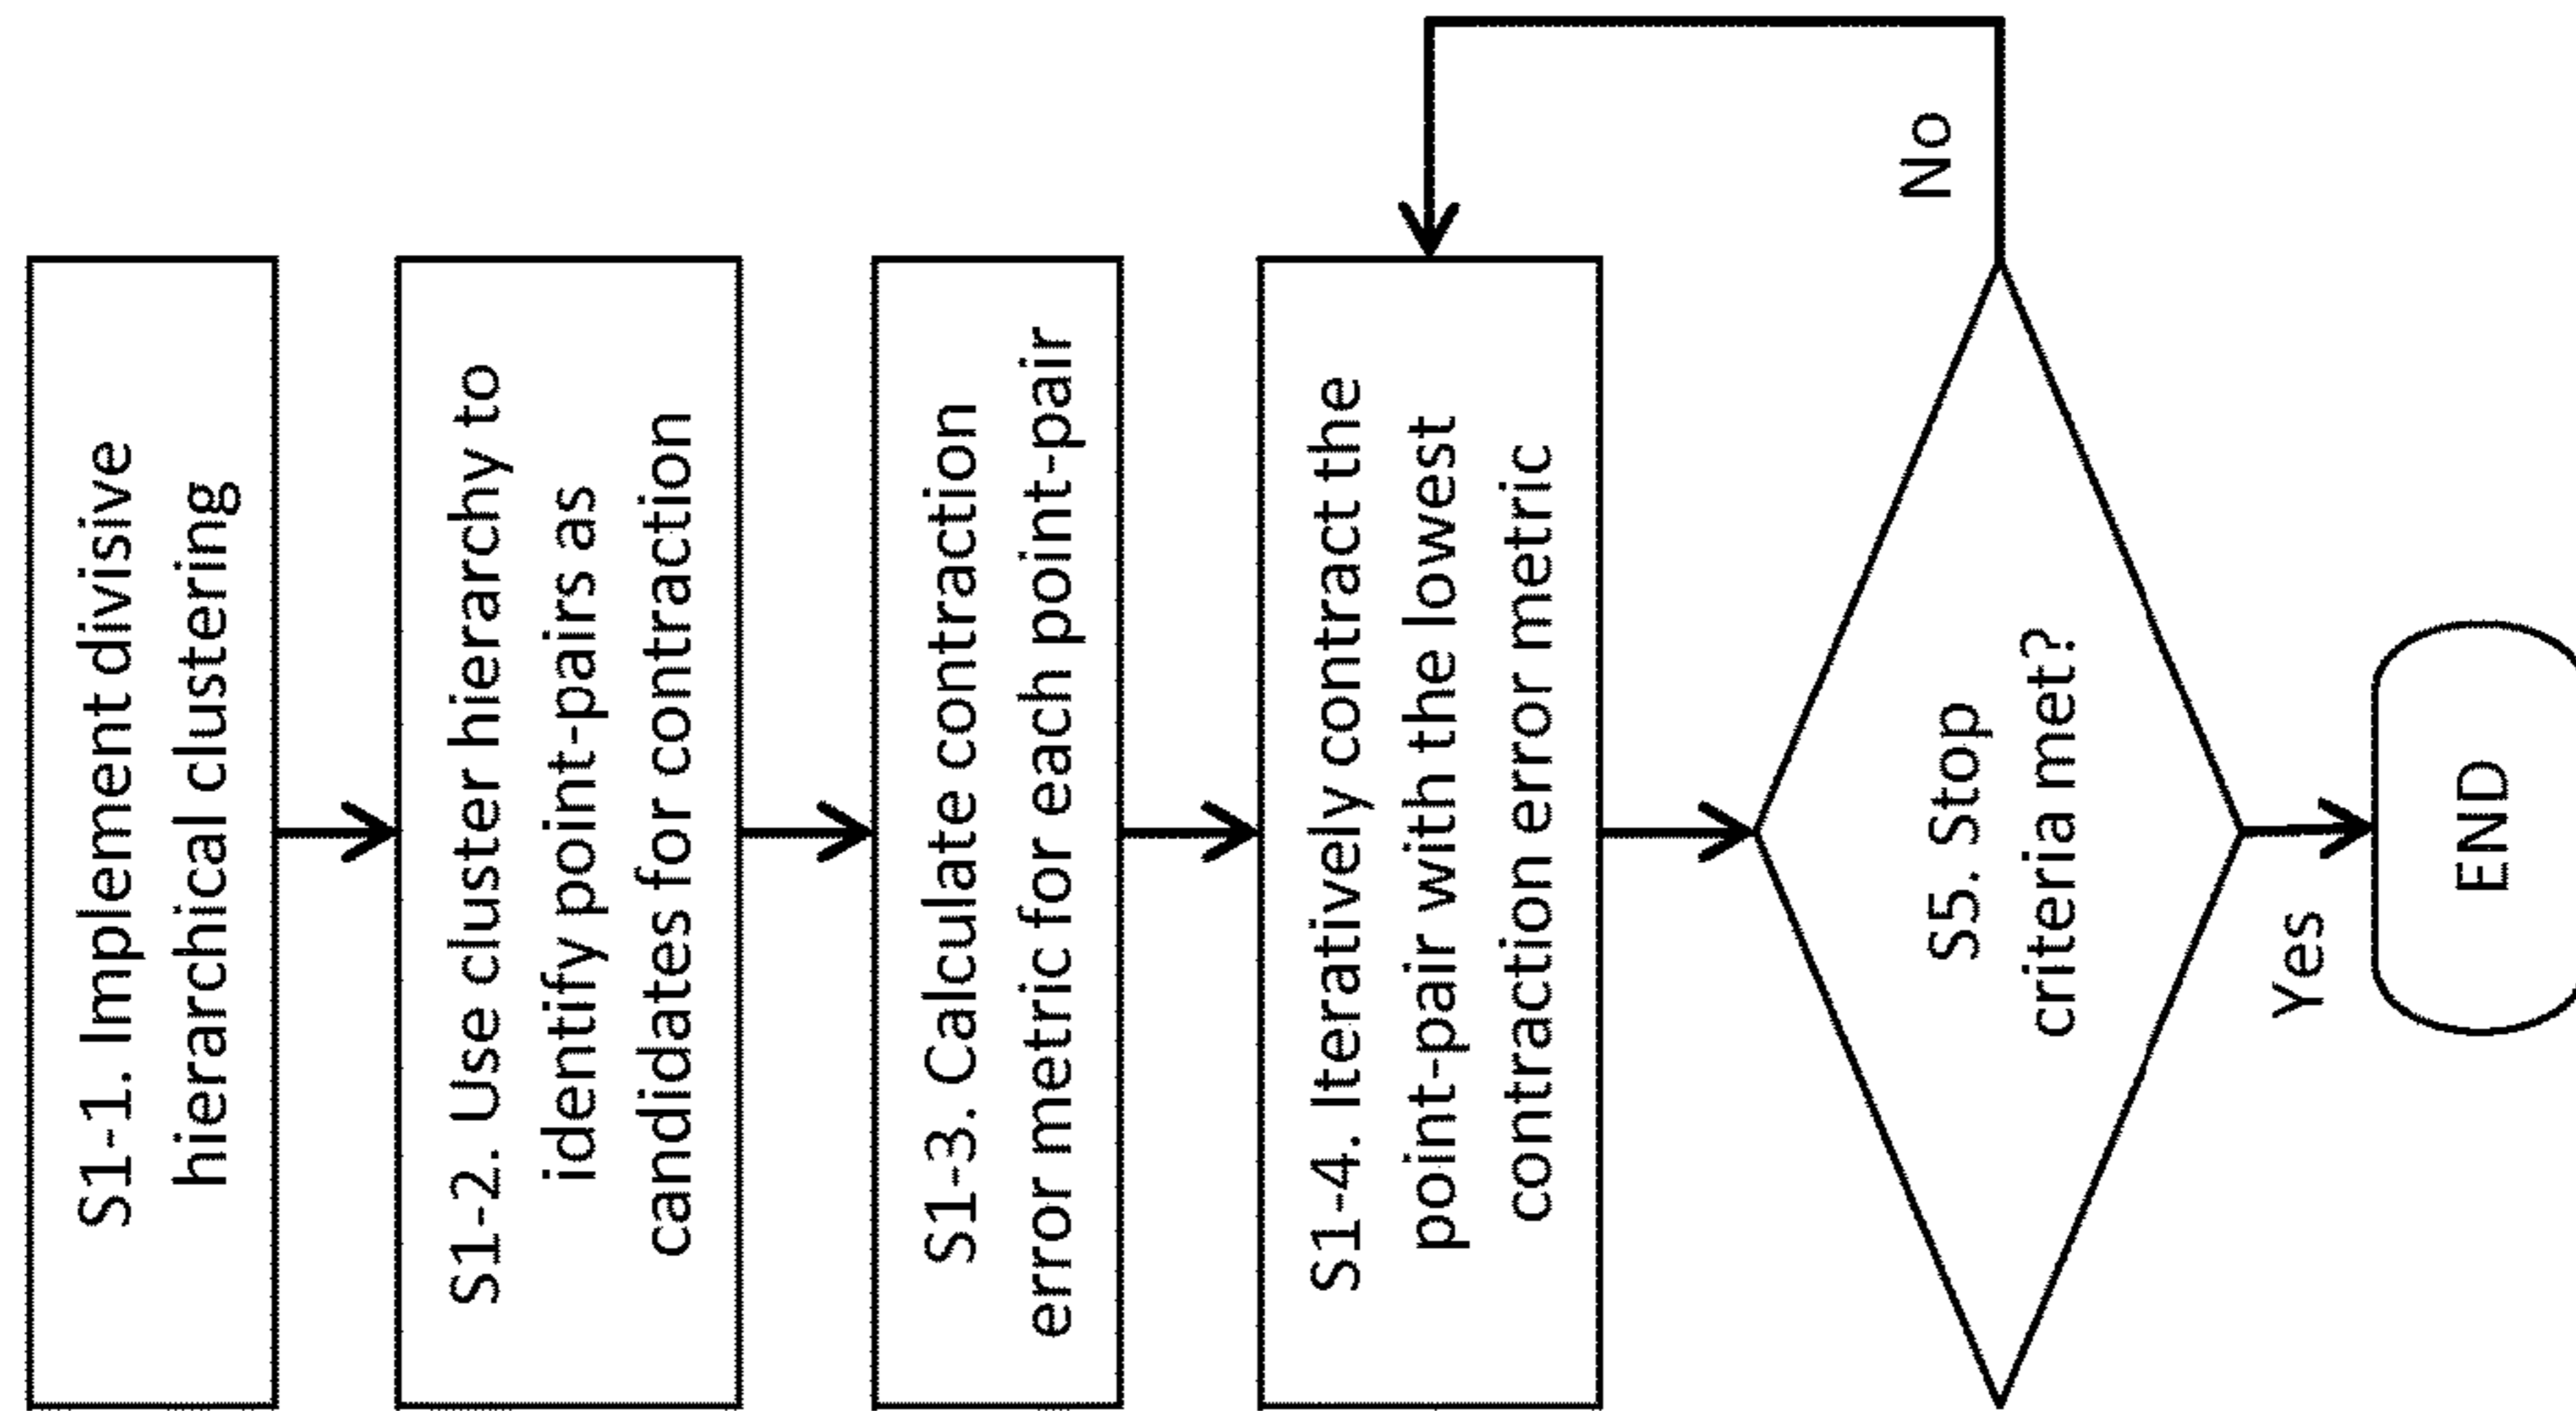 S1-1. Implement divisive
hierarchical clustering
S1-2. Use cluster hierarchy to
identify point-pairs as
candidates for contraction
S1-3. Calculate contraction
error metric for each point-pair
S1-4. Iteratively contract the
point-pair with the lowest
contraction error metric
S5. Stop
criteria met?
No
Yes
END